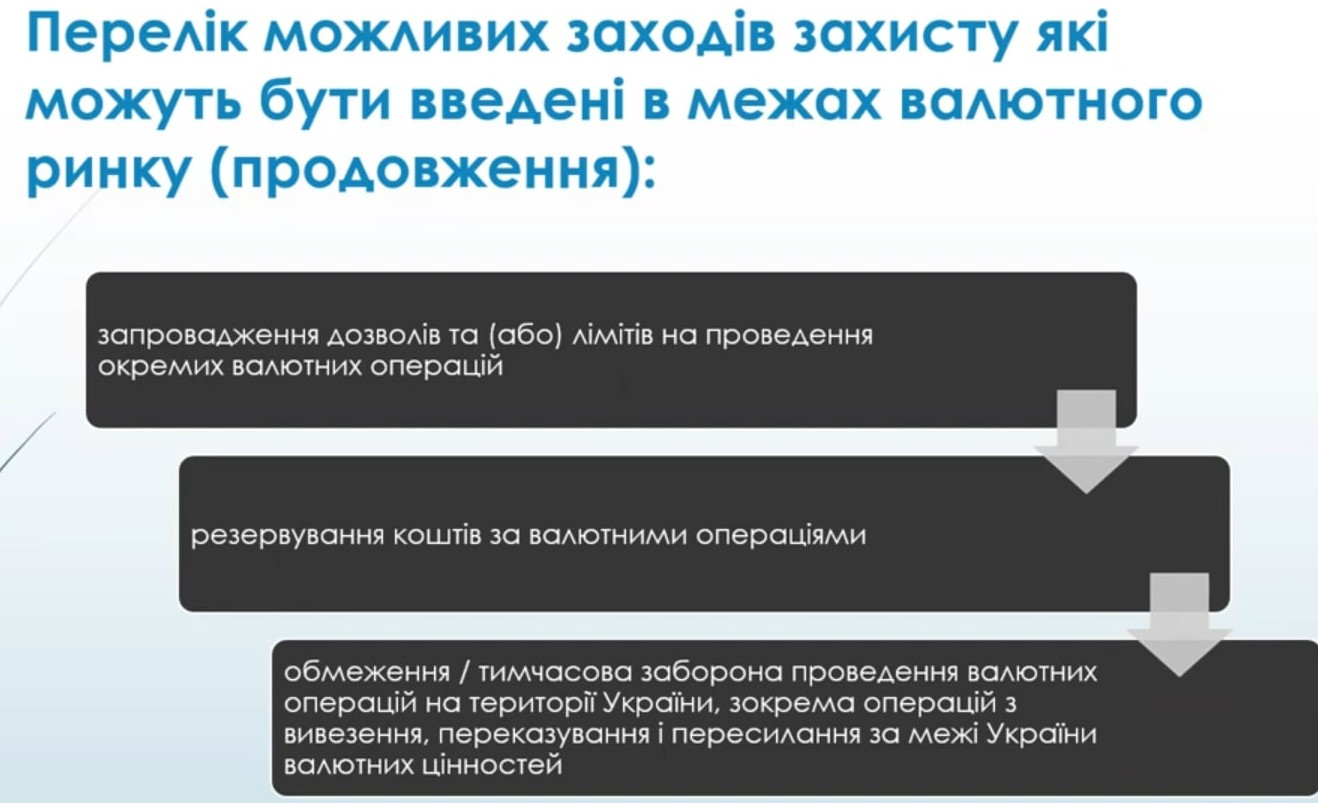 Перелік можливих заходів захисту які
можуть бути введені в межах валютного
ринку (продовження):
запровадження дозволів та (або) лімітів на проведення
окремих валютних операцій
резервування коштів за валютними операціями
обмеження / тимчасова заборона проведення валютних
операцій на території України, зокрема операцій з
вивезення, переказування і пересилання за межі України
валютних цінностей